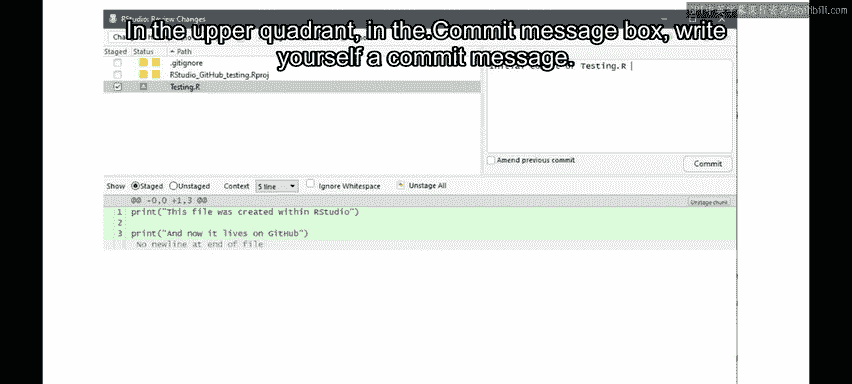 RStudio: Review Changes
In the upper quadrant, in the.Commit message box, write
yourself a commit message.
Staged Status Path
.gitignore
RStudio_GitHub_testing.Rproj
Testing.R
of Testing.R
Amend previous commit
Commit
Show Staged Unstaged Context 5 line Ignore Whitespace Unstage All
@@ -0,0 +1,3 @@
Unstage chunk
1 print("This file was created within RStudio")
2
3 print("And now it lives on GitHub")
No newline at end of file